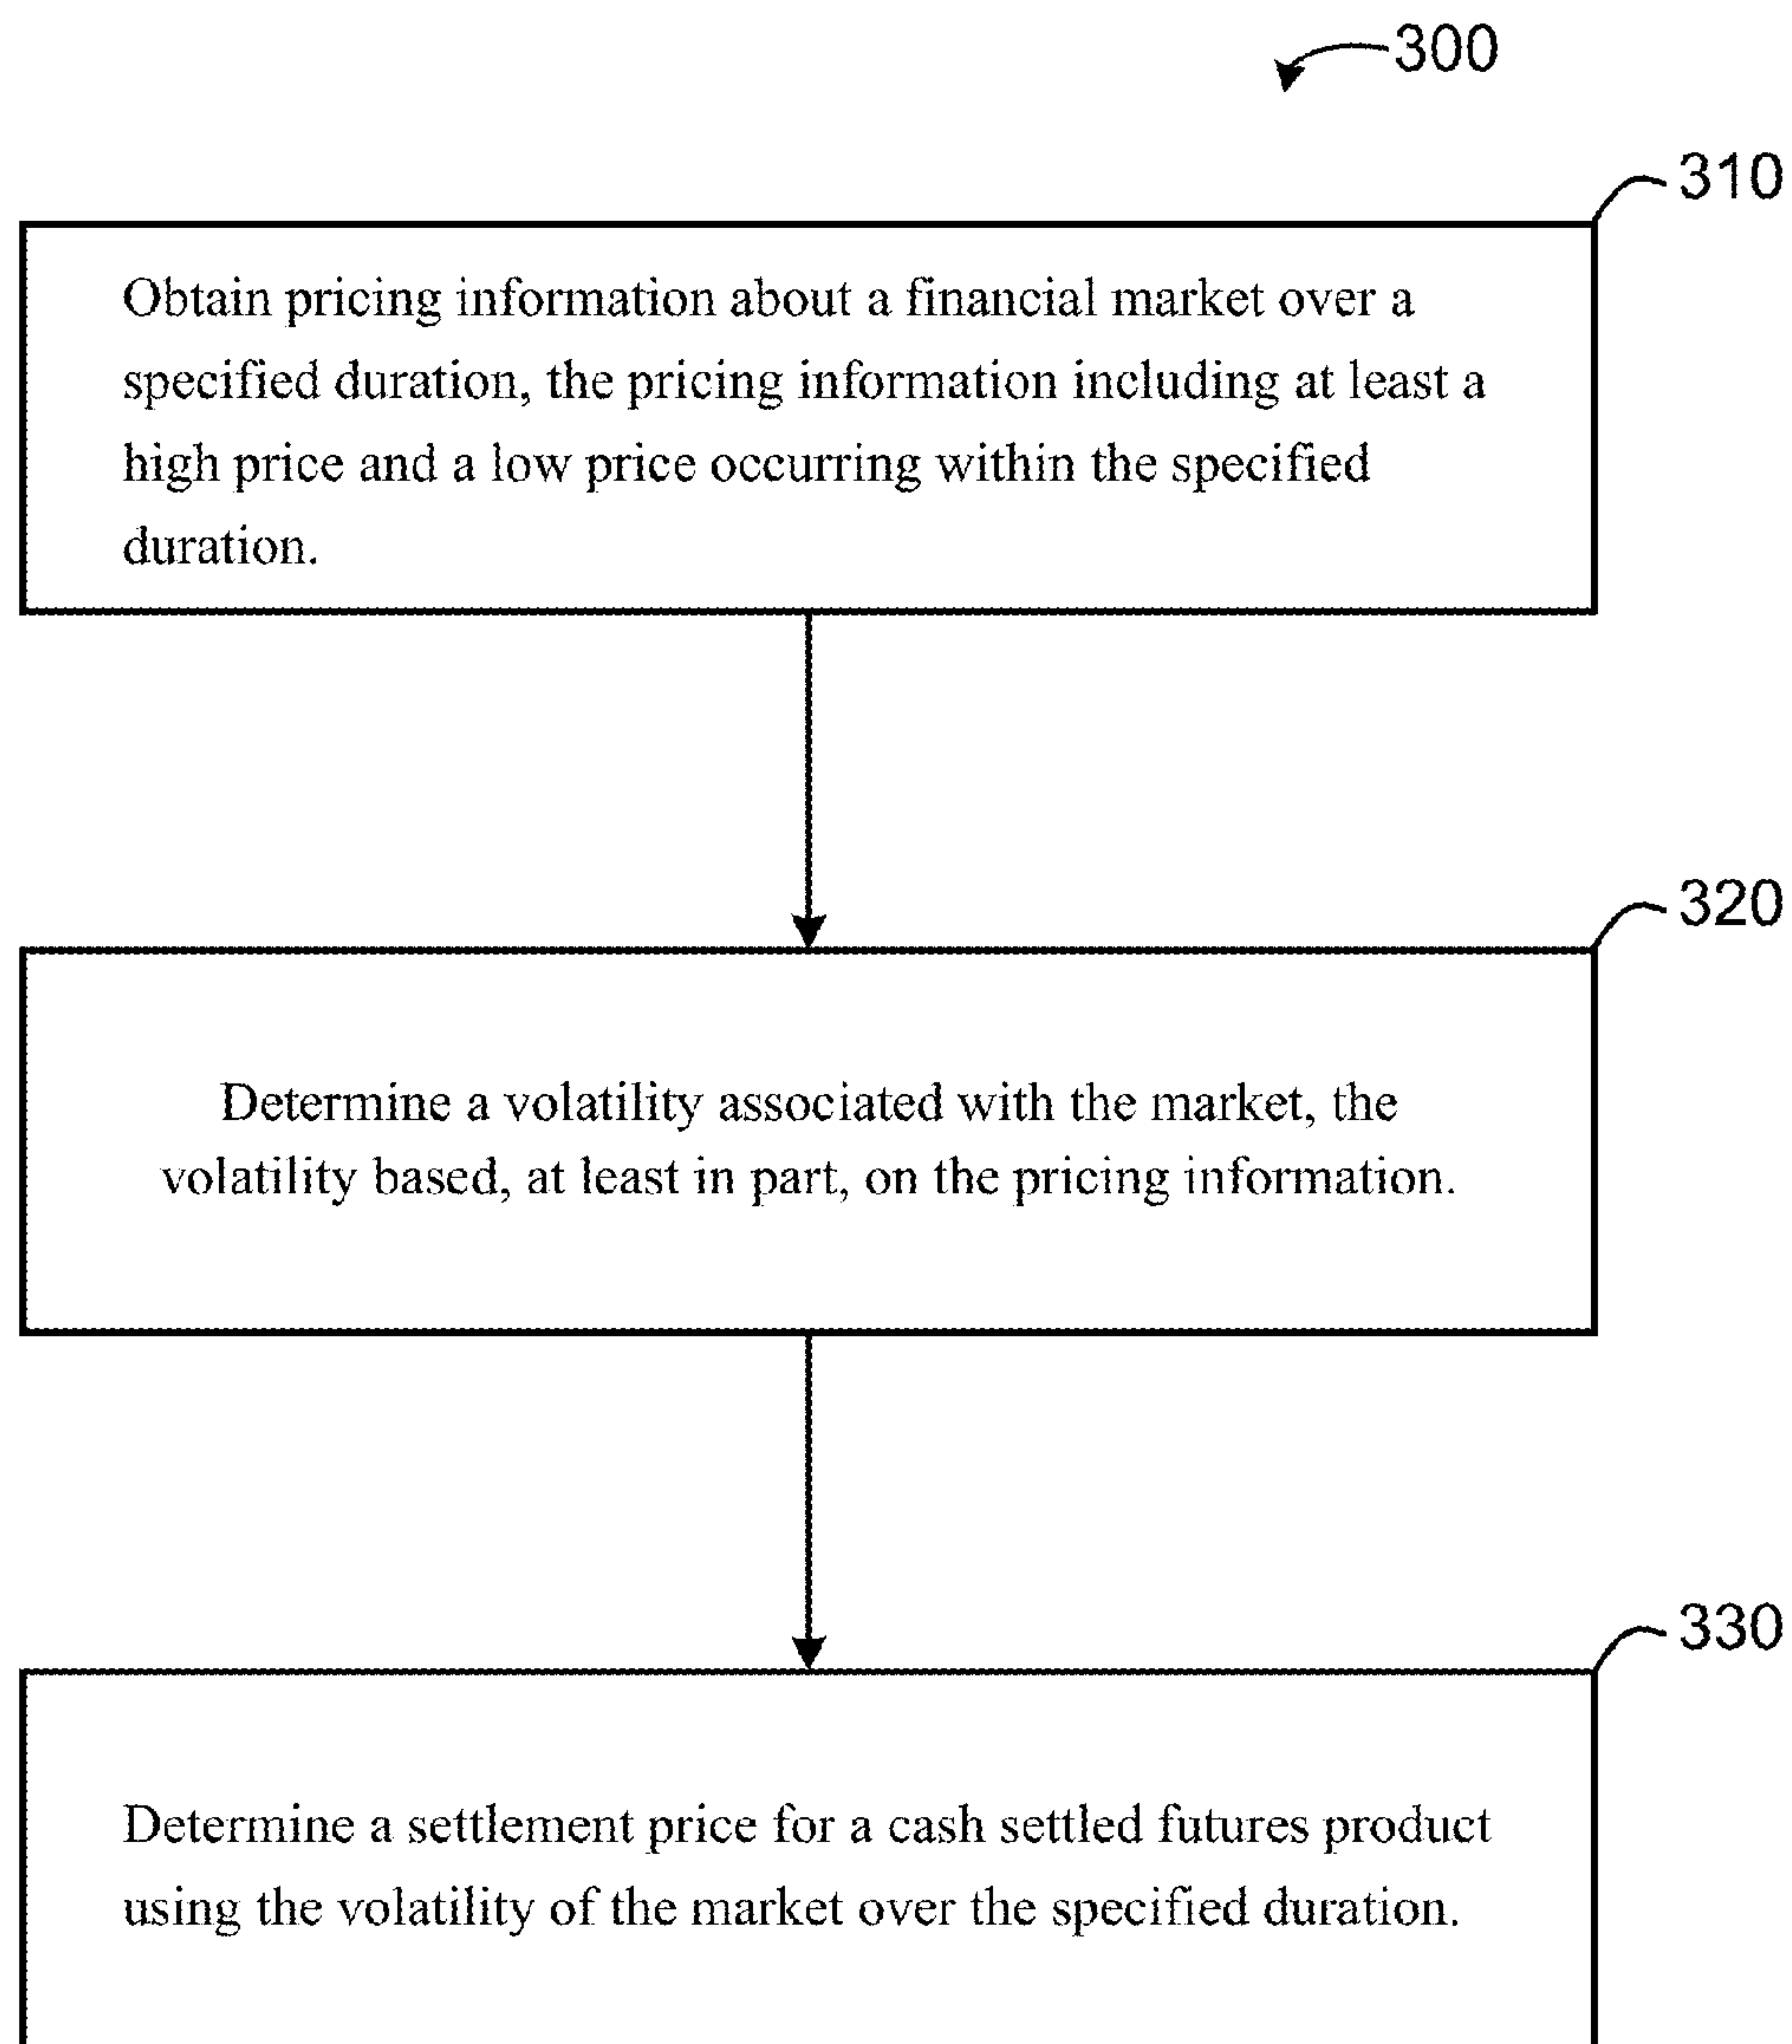 300
310
Obtain pricing information about a financial market over a
specified duration, the pricing information including at least a
high price and a low price occurring within the specified
duration.
320
Determine a volatility associated with the market, the
volatility based, at least in part, on the pricing information.
330
Determine a settlement price for a cash settled futures product
using the volatility of the market over the specified duration.